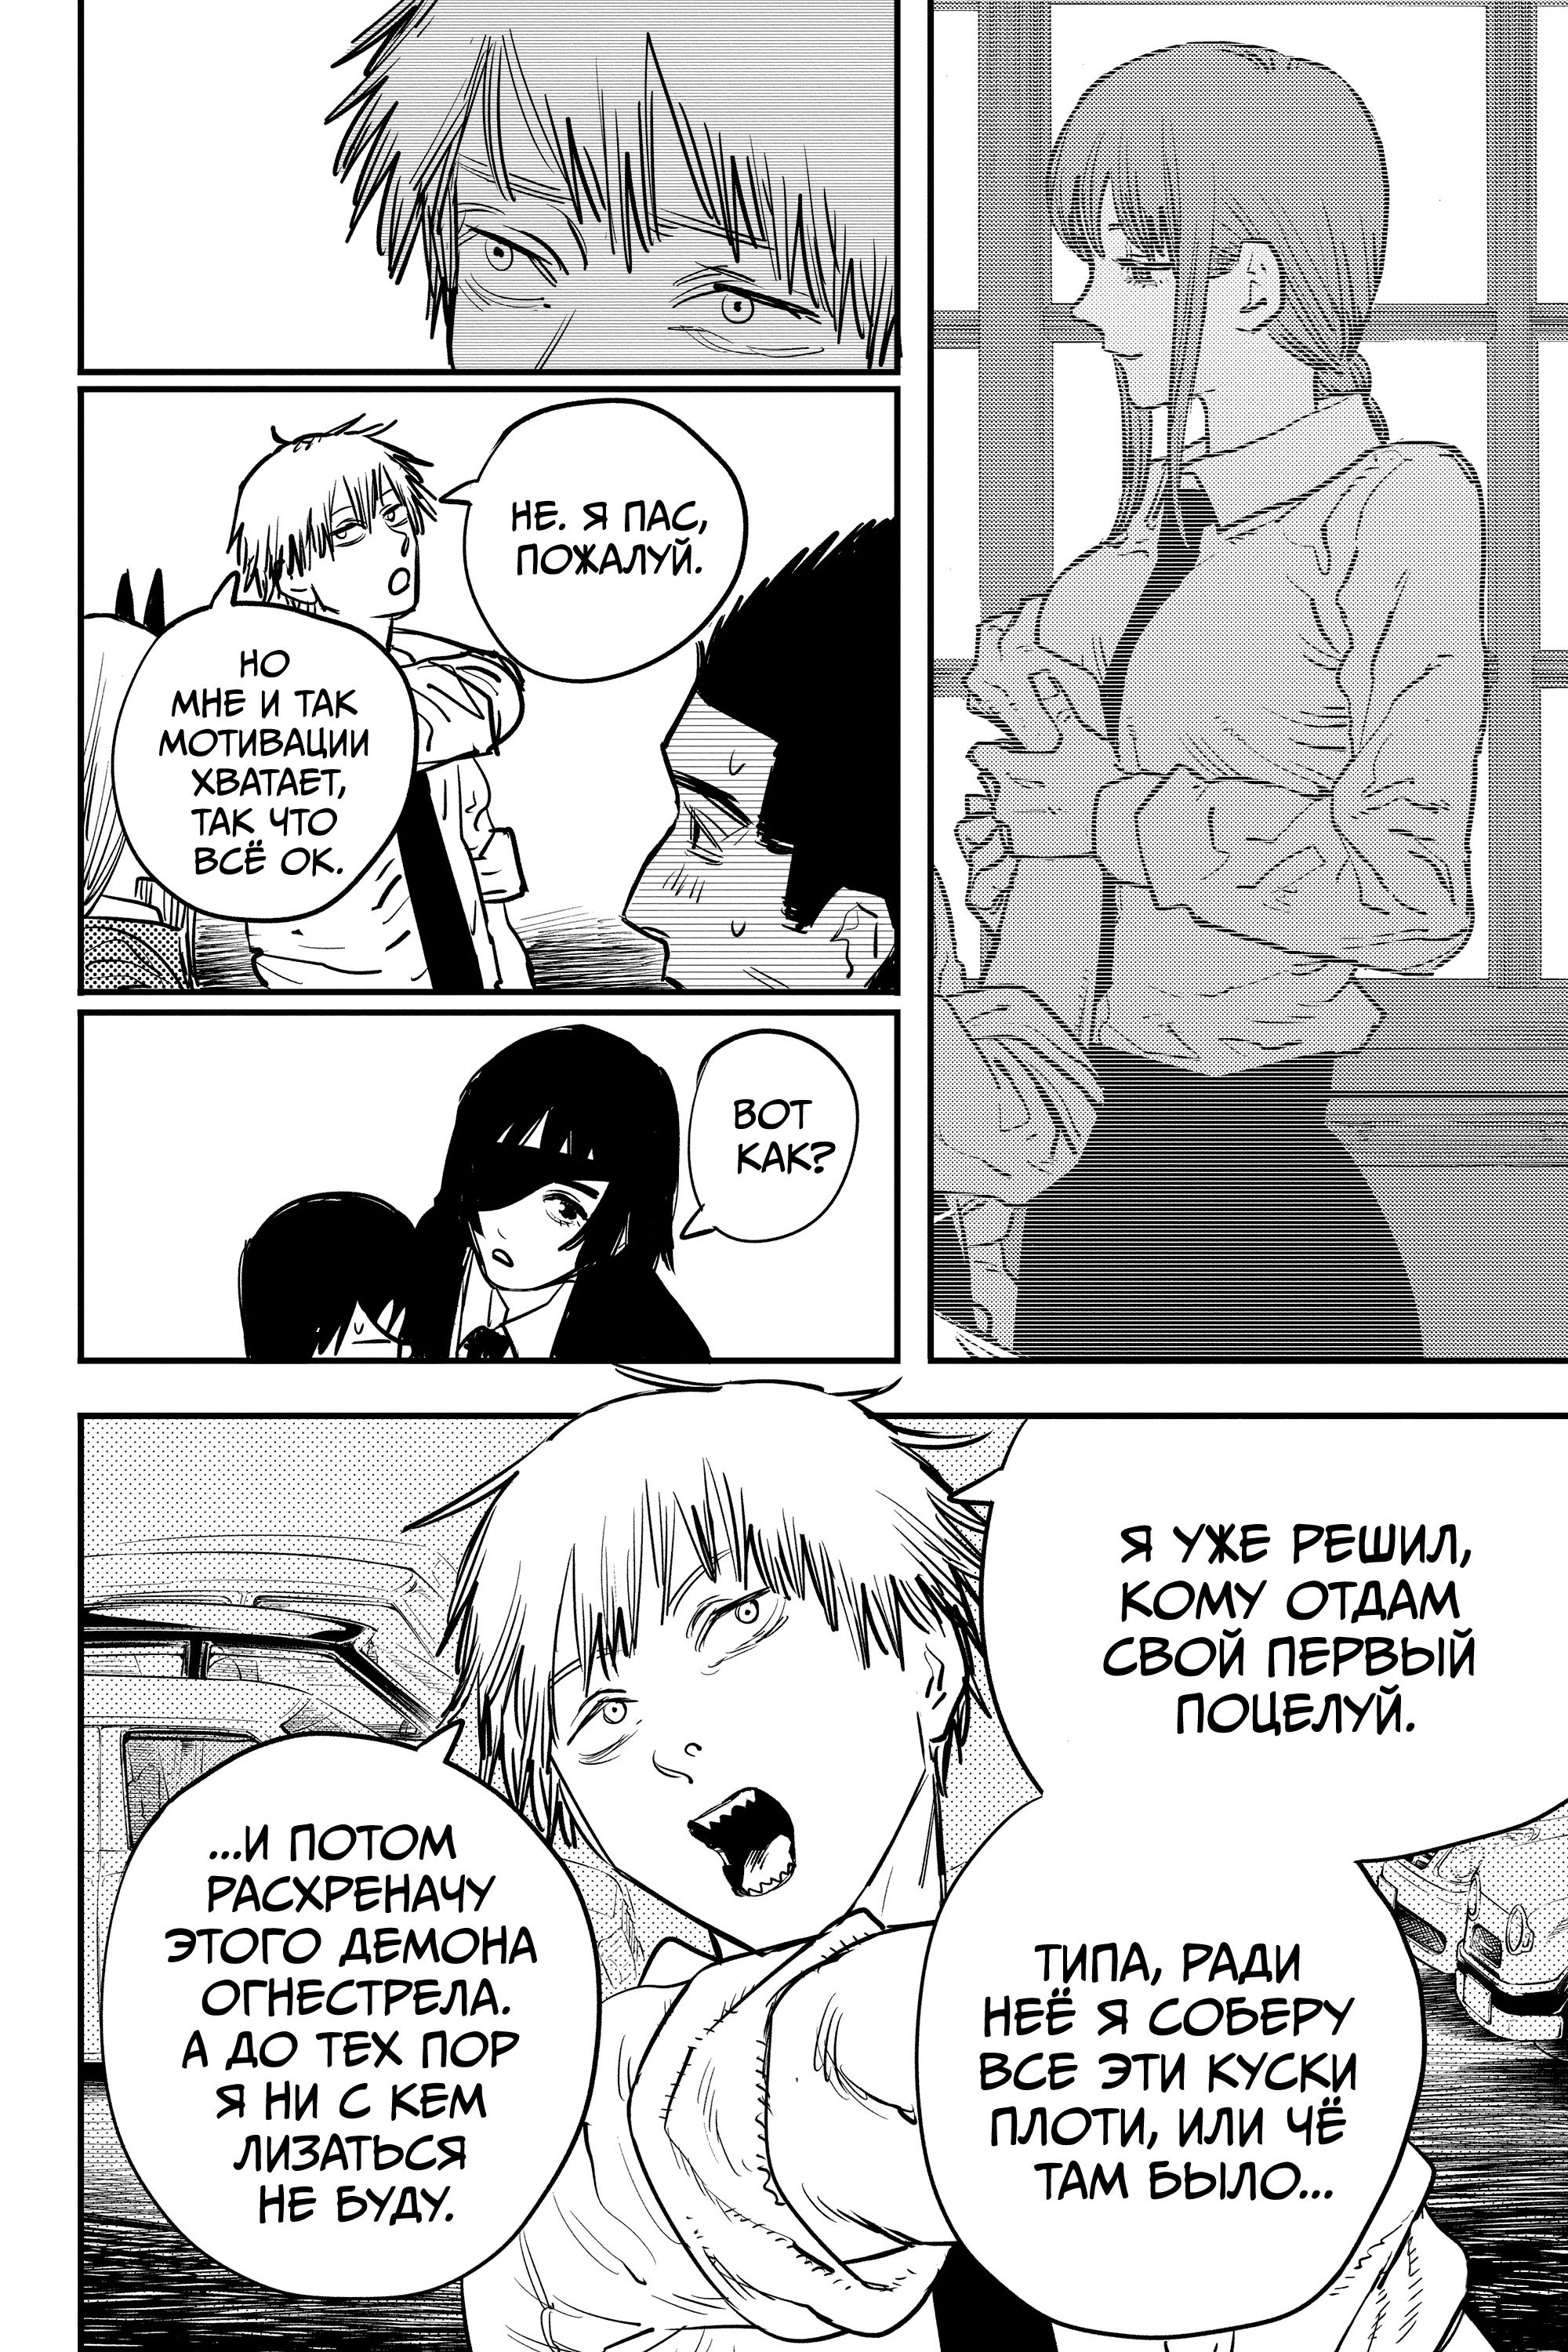 НЕ. Я ПАС,
ПОЖАЛУЙ.
НО
МНЕ И ТАК
МОТИВАЦИИ
ХВАТАЕТ,
ТАК ЧТО
ВСЁ ОК.
ВОТ
КАК?
Я УЖЕ РЕШИЛ,
КОМУ ОТДАМ
СВОЙ ПЕРВЫЙ
ПОЦЕЛУЙ.
ТИПА, РАДИ
НЕЁ Я СОБЕРУ
ВСЕ ЭТИ КУСКИ
ПЛОТИ, ИЛИ ЧЁ
ТАМ БЫЛО...
...И ПОТОМ
РАСХРЕНАЧУ
ЭТОГО ДЕМОНА
ОГНЕСТРЕЛА.
А ДО ТЕХ ПОР
Я НИ С КЕМ
ЛИЗАТЬСЯ
НЕ БУДУ.